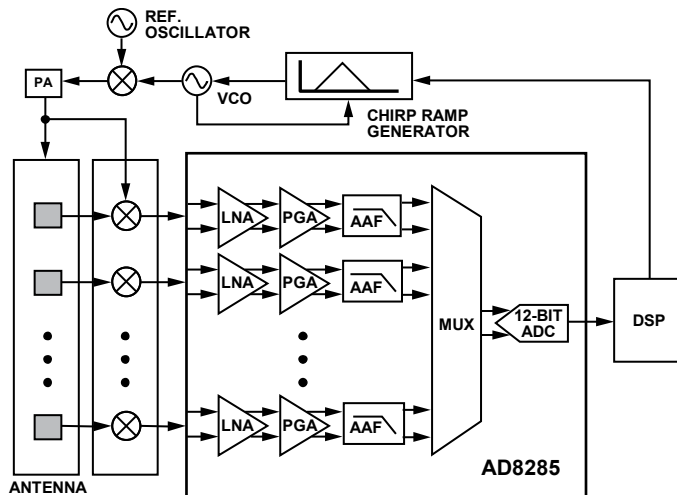 REF.
OSCILLATOR
PA
VCO
CHIRP RAMP
GENERATOR
LNA
PGA
AAF
LNA
PGA
AAF
MUX
12-BIT
ADC
DSP
LNA
PGA
AAF
AD8285
ANTENNA